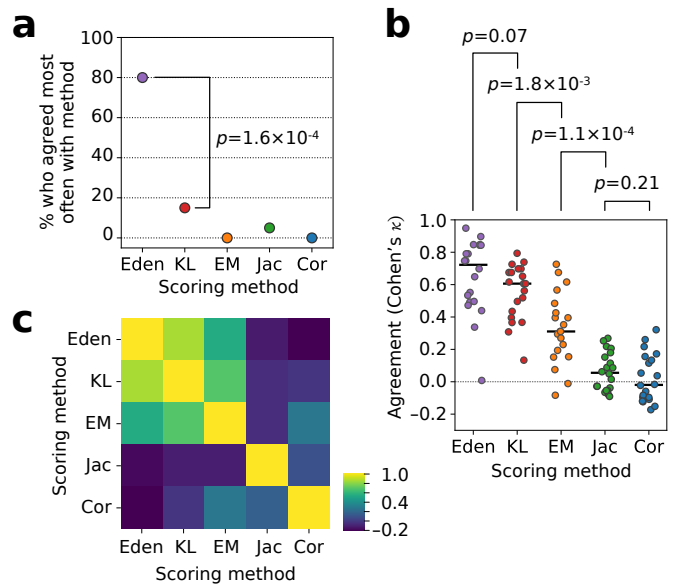 a
% who agreed most
often with method
100
80
60
40
20
0
p=1.6×10-4
Eden KL EM Jac Cor
Scoring method
b
p=0.07
p=1.8×10-3
p=1.1×10-4
p=0.21
Agreement (Cohen's κ)
1.0
0.8
0.6
0.4
0.2
0.0
−0.2
Eden KL EM Jac Cor
Scoring method
c
Scoring method
Eden
KL
EM
Jac
Cor
Eden KL EM Jac Cor
Scoring method
1.0
0.4
−0.2